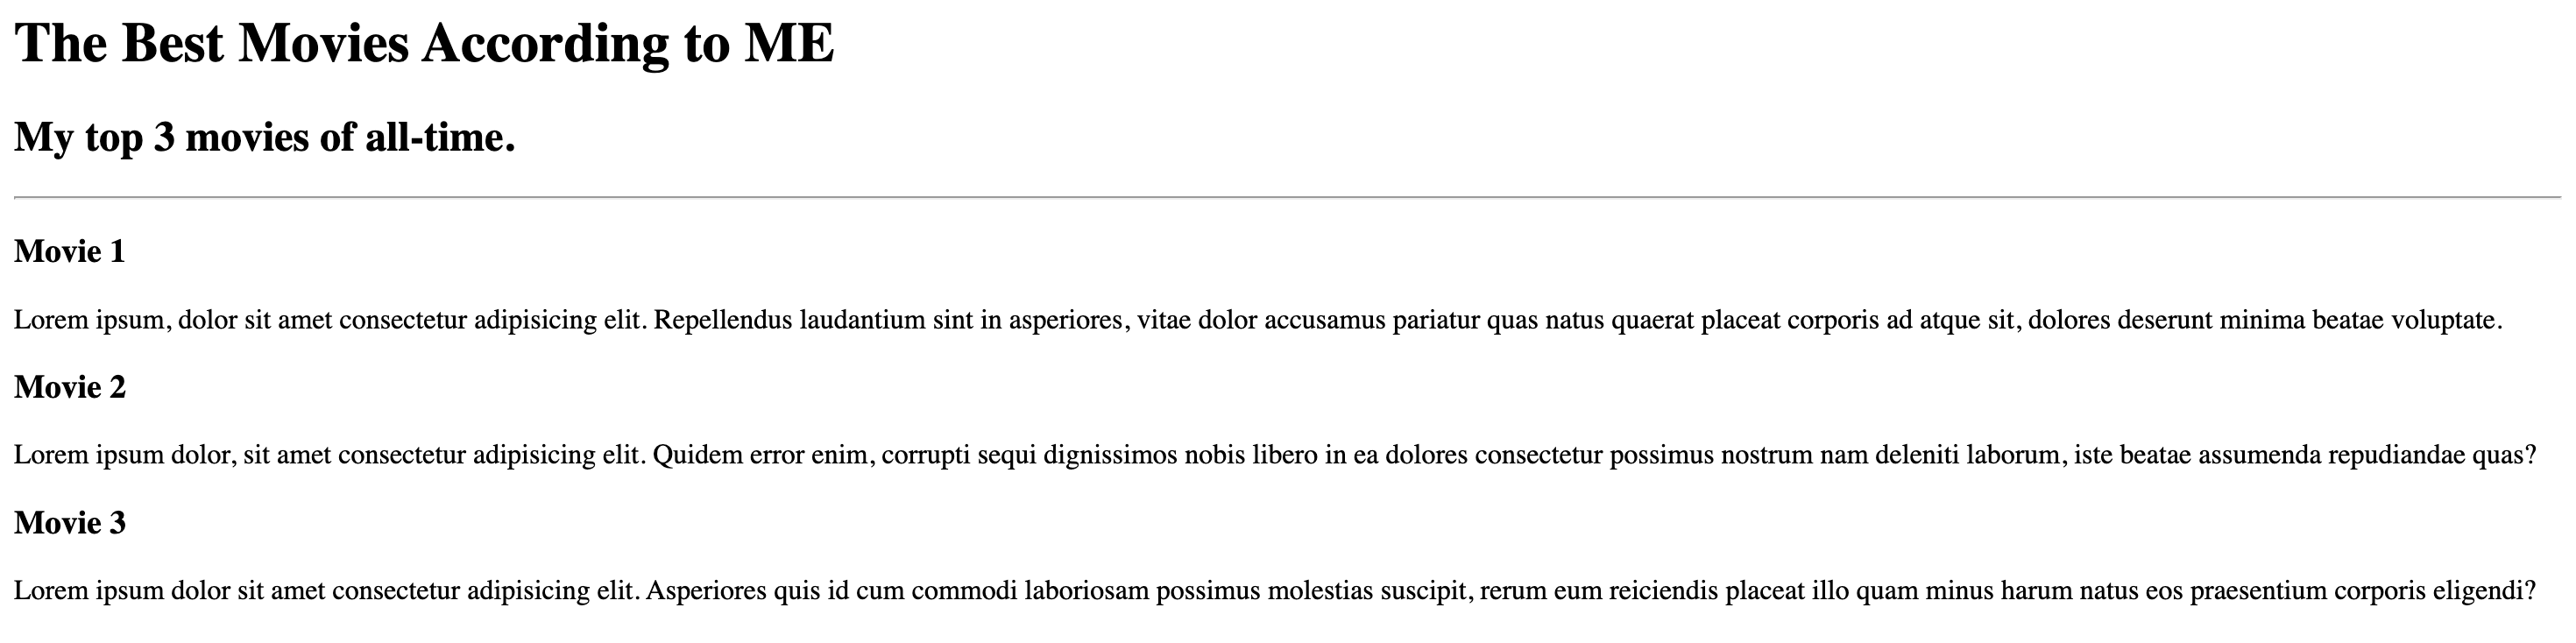 The Best Movies According to ME
My top 3 movies of all-time.
Movie 1
Lorem ipsum, dolor sit amet consectetur adipisicing elit. Repellendus laudantium sint in asperiores, vitae dolor accusamus pariatur quas natus quaerat placeat corporis ad atque sit, dolores deserunt minima beatae voluptate.
Movie 2
Lorem ipsum dolor, sit amet consectetur adipisicing elit. Quidem error enim, corrupti sequi dignissimos nobis libero in ea dolores consectetur possimus nostrum nam deleniti laborum, iste beatae assumenda repudiandae quas?
Movie 3
Lorem ipsum dolor sit amet consectetur adipisicing elit. Asperiores quis id cum commodi laboriosam possimus molestias suscipit, rerum eum reiciendis placeat illo quam minus harum natus eos praesentium corporis eligendi?